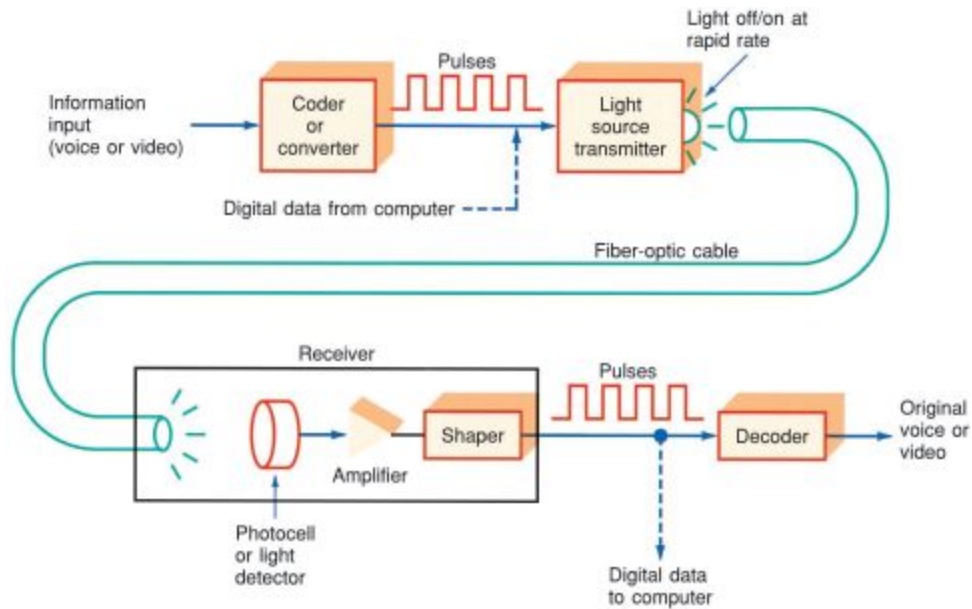 Light off/on at
rapid rate
Pulses
Information
input
(voice or video)
Coder
or
converter
Light
source
transmitter
Digital data from computer
Fiber-optic cable
Receiver
Pulses
Shaper
Amplifier
Decoder
Original
voice or
video
Photocell
or light
detector
Digital data
to computer